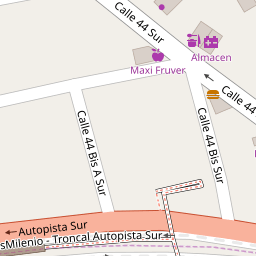 Calle 44 Sur
Almacen
Maxi Fruver
Calle 44
Calle 44 Bis A Sur
Calle 44 Bis Sur
Autopista Sur
sMilenio - Troncal Autopista Sur